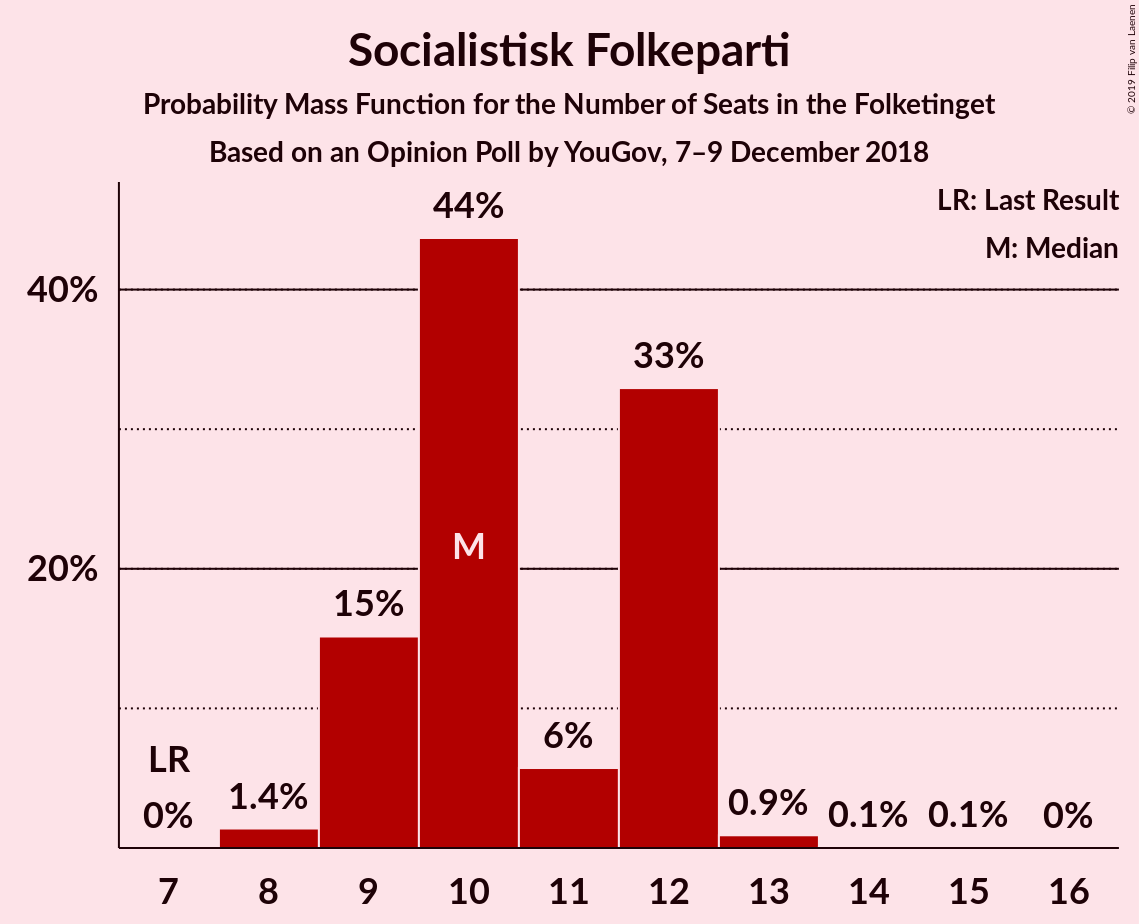 Socialistisk Folkeparti
Probability Mass Function for the Number of Seats in the Folketinget
Based on an Opinion Poll by YouGov, 7–9 December 2018
© 2019 Filip van Laenen
LR: Last Result
M: Median
44%
40%
33%
M
20%
15%
6%
LR
0%
1.4%
0.9%
0.1%
0.1%
0%
7 8 9 10 11 12 13 14 15 16